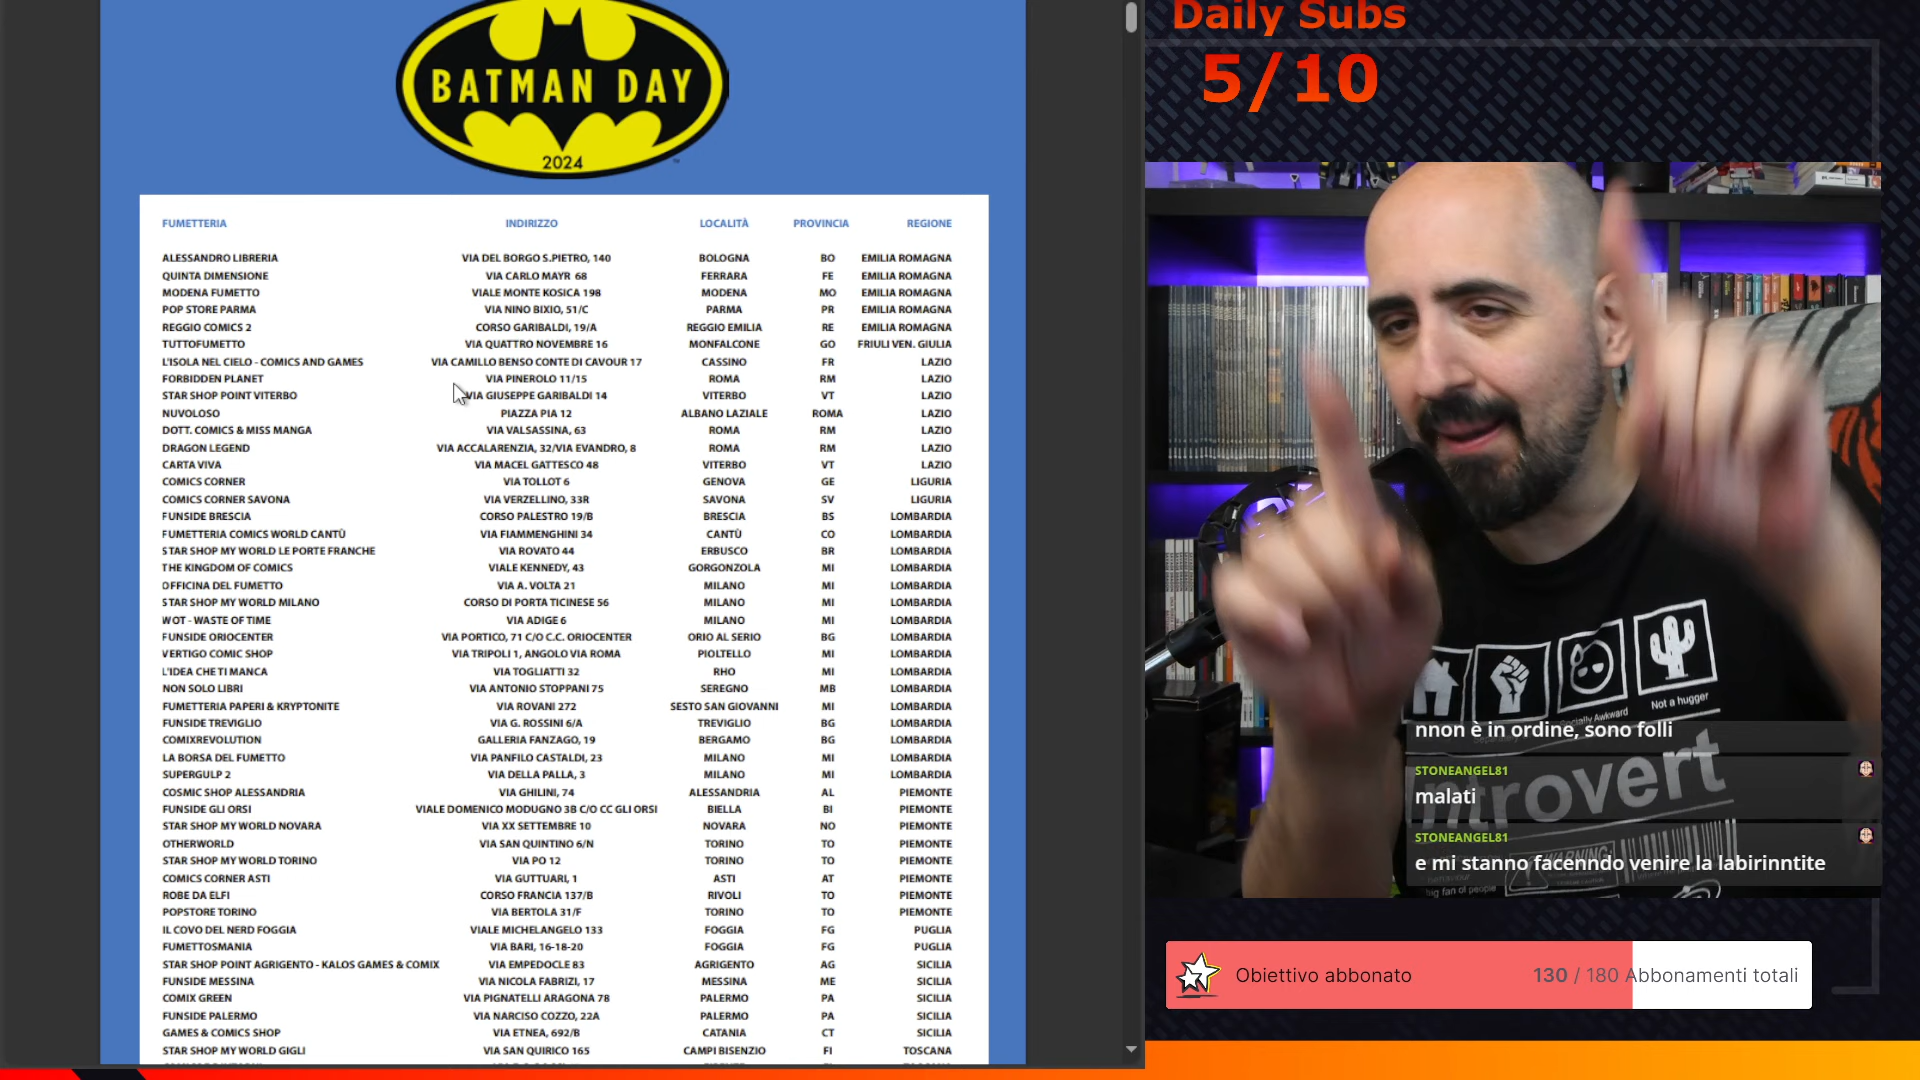 BATMAN DAY
2024
FUMETTERIA INDIRIZZO LOCALITÀ PROVINCIA REGIONE
ALESSANDRO LIBRERIA VIA DEL BORGO S.PIETRO, 140 BOLOGNA BO EMILIA ROMAGNA
QUINTA DIMENSIONE VIA CARLO MAYR 68 FERRARA FE EMILIA ROMAGNA
MODENA FUMETTO VIALE MONTE KOSICA 198 MODENA MO EMILIA ROMAGNA
POP STORE PARMA VIA NINO BIXIO, 51/C PARMA PR EMILIA ROMAGNA
REGGIO COMICS 2 CORSO GARIBALDI, 19/A REGGIO EMILIA RE EMILIA ROMAGNA
TUTTOFUMETTO VIA QUATTRO NOVEMBRE 16 MONFALCONE GO FRIULI VEN. GIULIA
L'ISOLA NEL CIELO - COMICS AND GAMES VIA CAMILLO BENSO CONTE DI CAVOUR 17 CASSINO FR LAZIO
FORBIDDEN PLANET VIA PINEROLO 11/15 ROMA RM LAZIO
STAR SHOP POINT VITERBO VIA GIUSEPPE GARIBALDI 14 VITERBO VT LAZIO
NUVOLOSO PIAZZA PIA 12 ALBANO LAZIALE ROMA LAZIO
DOTT. COMICS & MISS MANGA VIA VALSASSINA, 63 ROMA RM LAZIO
DRAGON LEGEND VIA ACCALARENZIA, 32/VIA EVANDRO, 8 ROMA RM LAZIO
CARTA VIVA VIA MACEL GATTESCO 48 VITERBO VT LAZIO
COMICS CORNER VIA TOLLOT 6 GENOVA GE LIGURIA
COMICS CORNER SAVONA VIA VERZELLINO, 33R SAVONA SV LIGURIA
FUNSIDE BRESCIA CORSO PALESTRO 19/B BRESCIA BS LOMBARDIA
FUMETTERIA COMICS WORLD CANTÙ VIA FIAMMENGHINI 34 CANTÙ CO LOMBARDIA
STAR SHOP MY WORLD LE PORTE FRANCHE VIA ROVATO 44 ERBUSCO BR LOMBARDIA
THE KINGDOM OF COMICS VIALE KENNEDY, 43 GORGONZOLA MI LOMBARDIA
OFFICINA DEL FUMETTO VIA A. VOLTA 21 MILANO MI LOMBARDIA
STAR SHOP MY WORLD MILANO CORSO DI PORTA TICINESE 56 MILANO MI LOMBARDIA
WOT - WASTE OF TIME VIA ADIGE 6 MILANO MI LOMBARDIA
FUNSIDE ORIOCENTER VIA PORTICO, 71 C/O C.C. ORIOCENTER ORIO AL SERIO BG LOMBARDIA
VERTIGO COMIC SHOP VIA TRIPOLI 1, ANGOLO VIA ROMA PIOLTELLO MI LOMBARDIA
L'IDEA CHE TI MANCA VIA TOGLIATTI 32 RHO MI LOMBARDIA
NON SOLO LIBRI VIA ANTONIO STOPPANI 75 SEREGNO MB LOMBARDIA
FUMETTERIA PAPERI & KRYPTONITE VIA ROVANI 272 SESTO SAN GIOVANNI MI LOMBARDIA
FUNSIDE TREVIGLIO VIA G. ROSSINI 6/A TREVIGLIO BG LOMBARDIA
COMIXREVOLUTION GALLERIA FANZAGO, 19 BERGAMO BG LOMBARDIA
LA BORSA DEL FUMETTO VIA PANFILO CASTALDI, 23 MILANO MI LOMBARDIA
SUPERGULP 2 VIA DELLA PALLA, 3 MILANO MI LOMBARDIA
COSMIC SHOP ALESSANDRIA VIA GHILINI, 74 ALESSANDRIA AL PIEMONTE
FUNSIDE GLI ORSI VIALE DOMENICO MODUGNO 3B C/O CC GLI ORSI BIELLA BI PIEMONTE
STAR SHOP MY WORLD NOVARA VIA XX SETTEMBRE 10 NOVARA NO PIEMONTE
OTHERWORLD VIA SAN QUINTINO 6/N TORINO TO PIEMONTE
STAR SHOP MY WORLD TORINO VIA PO 12 TORINO TO PIEMONTE
COMICS CORNER ASTI VIA GUTTUARI, 1 ASTI AT PIEMONTE
ROBE DA ELFI CORSO FRANCIA 137/B RIVOLI TO PIEMONTE
POPSTORE TORINO VIA BERTOLA 31/F TORINO TO PIEMONTE
IL COVO DEL NERD FOGGIA VIALE MICHELANGELO 133 FOGGIA FG PUGLIA
FUMETTOSMANIA VIA BARI, 16-18-20 FOGGIA FG PUGLIA
STAR SHOP POINT AGRIGENTO - KALOS GAMES & COMIX VIA EMPEDOCLE 83 AGRIGENTO AG SICILIA
FUNSIDE MESSINA VIA NICOLA FABRIZI, 17 MESSINA ME SICILIA
COMIX GREEN VIA PIGNATELLI ARAGONA 78 PALERMO PA SICILIA
FUNSIDE PALERMO VIA NARCISO COZZO, 22A PALERMO PA SICILIA
GAMES & COMICS SHOP VIA ETNEA, 692/B CATANIA CT SICILIA
STAR SHOP MY WORLD GIGLI VIA SAN QUIRICO 165 CAMPI BISENZIO FI TOSCANA
Daily Subs
5/10
Socially Awkward
Not a hugger
ntrovert
WARNING:
big fan of people
nnon è in ordine, sono folli
STONEANGEL81
malati
STONEANGEL81
e mi stanno facenndo venire la labirinntite
Obiettivo abbonato 130 / 180 Abbonamenti totali